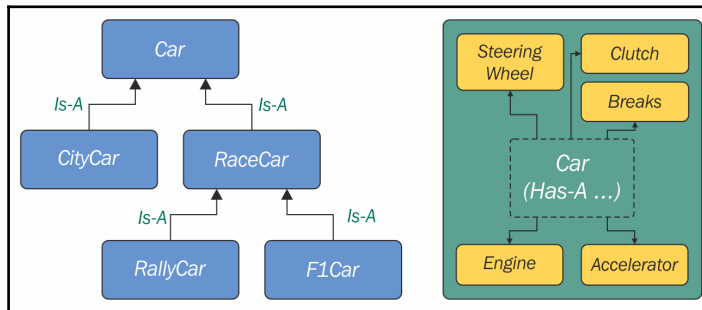 Car
Is-A
Is-A
CityCar
RaceCar
Is-A
Is-A
RallyCar
F1Car
Steering
Wheel
Clutch
Breaks
Car
(Has-A ...)
Engine
Accelerator